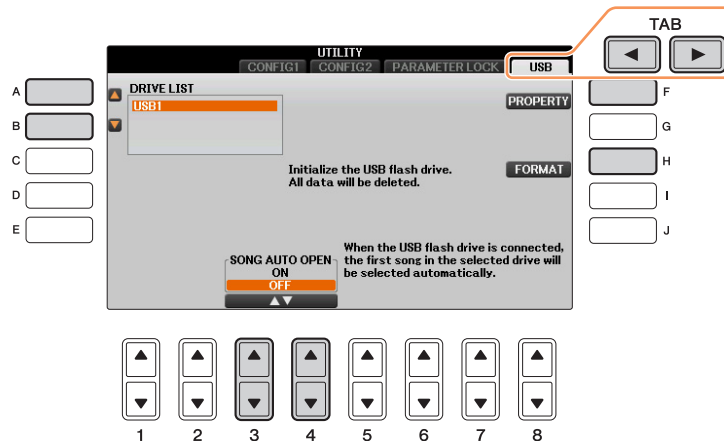 TAB
UTILITY
CONFIG1 CONFIG2 PARAMETER LOCK USB
A
DRIVE LIST
F
USB1
PROPERTY
B
G
C
Initialize the USB flash drive.
All data will be deleted.
FORMAT
H
D
I
E
J
SONG AUTO OPEN
ON
OFF
When the USB flash drive is connected,
the first song in the selected drive will
be selected automatically.
1 2 3 4 5 6 7 8